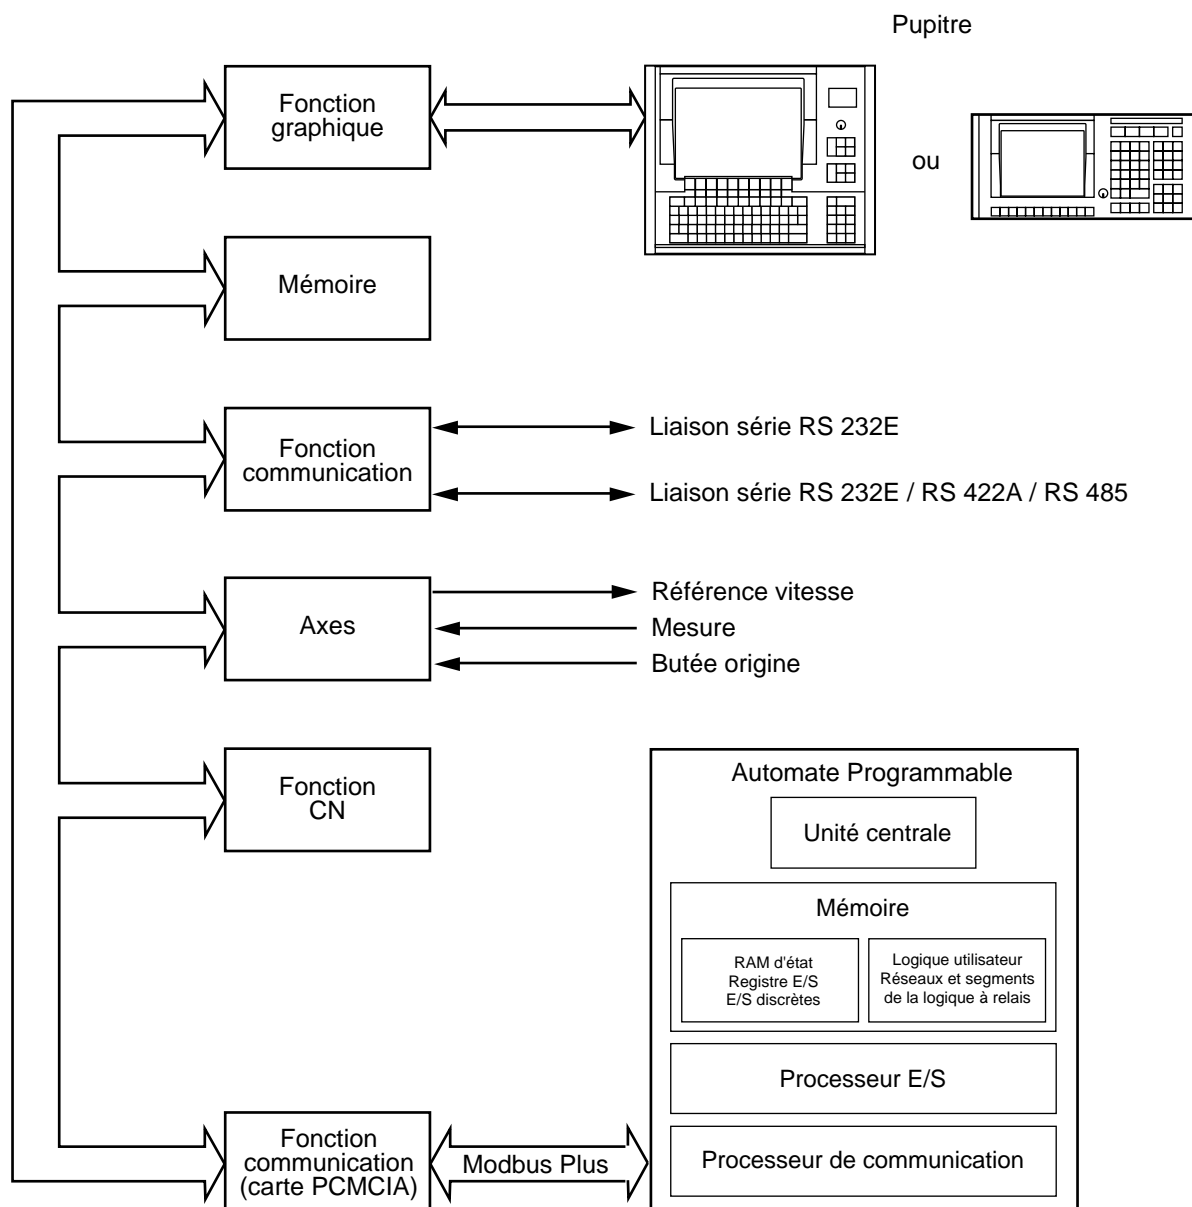 Pupitre
Fonction
graphique
ou
Mémoire
Fonction
communication
Liaison série RS 232E
Liaison série RS 232E / RS 422A / RS 485
Axes
Référence vitesse
Mesure
Butée origine
Fonction
CN
Automate Programmable
Unité centrale
Mémoire
RAM d'état
Registre E/S
E/S discrètes
Logique utilisateur
Réseaux et segments
de la logique à relais
Processeur E/S
Processeur de communication
Fonction
communication
(carte PCMCIA)
Modbus Plus